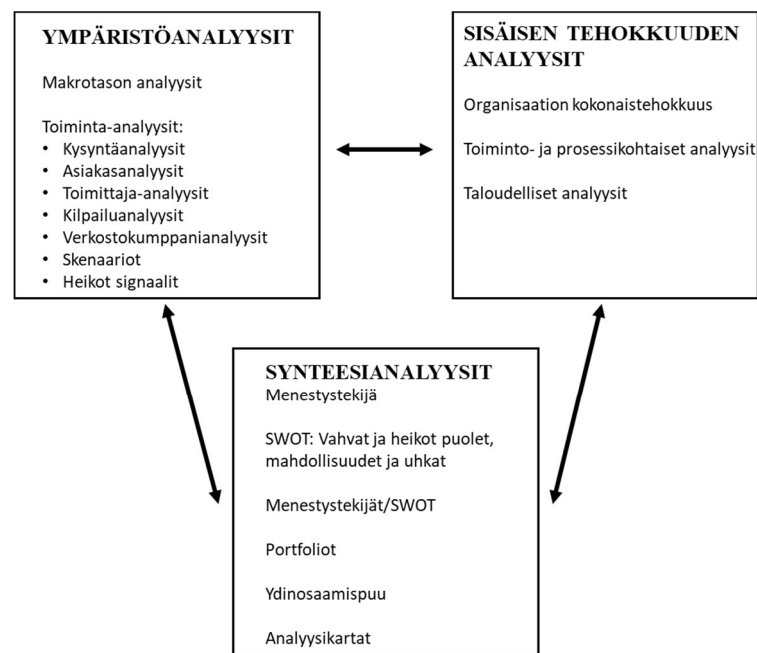 YMPÄRISTÖANALYYSIT
Makrotason analyysit
Toiminta-analyysit:
• Kysyntäanalyysit
• Asiakasanalyysit
• Toimittaja-analyysit
• Kilpailuanalyysit
• Verkostokumppanianalyysit
• Skenaariot
• Heikot signaalit
SISÄISEN TEHOKKUUDEN
ANALYYSIT
Organisaation kokonaistehokkuus
Toiminto- ja prosessikohtaiset analyysit
Taloudelliset analyysit
SYNTEESIANALYYSIT
Menestystekijä
SWOT: Vahvat ja heikot puolet,
mahdollisuudet ja uhkat
Menestystekijät/SWOT
Portfoliot
Ydinosaamispuu
Analyysikartat